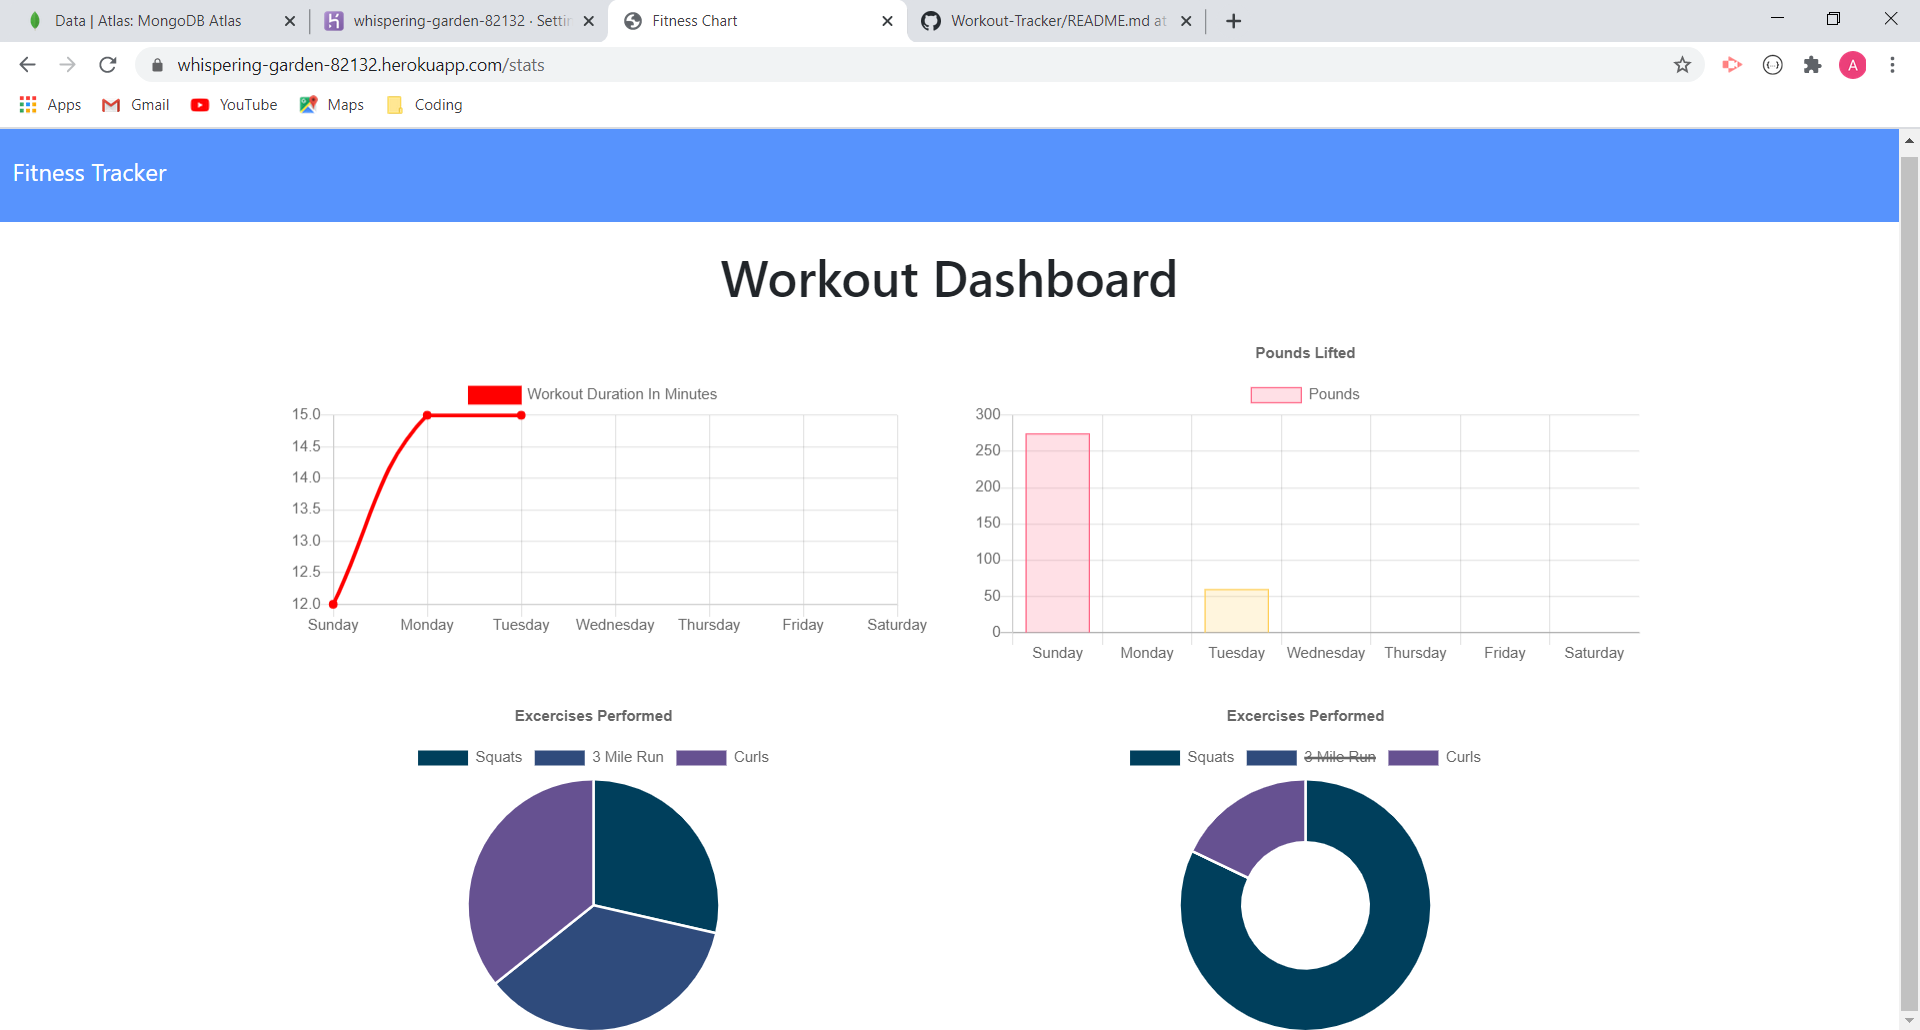 Data | Atlas: MongoDB Atlas
whispering-garden-82132 · Settin
Fitness Chart
Workout-Tracker/README.md at
whispering-garden-82132.herokuapp.com/stats
A
Apps
Gmail
YouTube
Maps
Coding
Fitness Tracker
Workout Dashboard
Workout Duration In Minutes
15.0
14.5
14.0
13.5
13.0
12.5
12.0
Sunday Monday Tuesday Wednesday Thursday Friday Saturday
Pounds Lifted
Pounds
300
250
200
150
100
50
0
Sunday Monday Tuesday Wednesday Thursday Friday Saturday
Excercises Performed
Squats 3 Mile Run Curls
Excercises Performed
Squats 3 Mile Run Curls